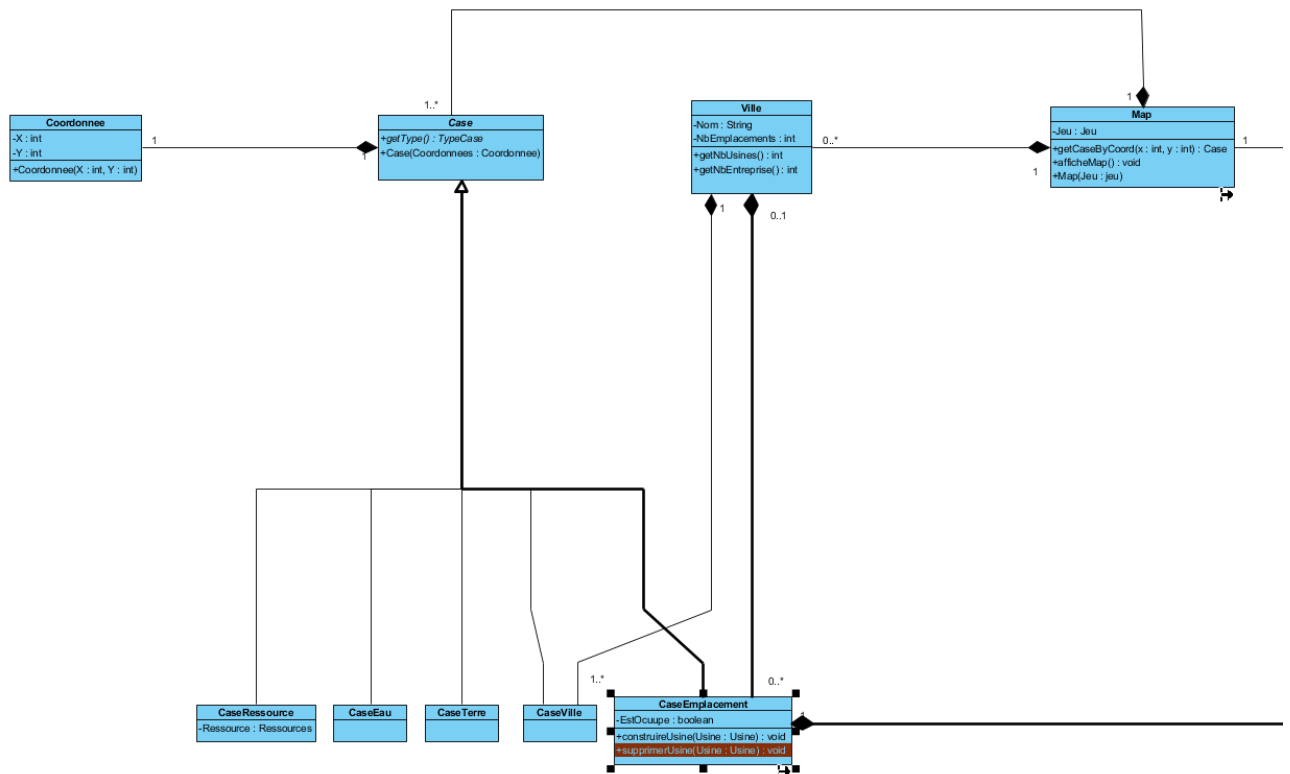 1..*
1
Coordonnee
-X : int
-Y : int
+Coordonnee(X : int, Y : int)
1
1
Case
+getType() : TypeCase
+Case(Coordonnees : Coordonnee)
Ville
-Nom : String
-NbEmplacements : int
+getNbUsines() : int
+getNbEntreprise() : int
0..*
1
Map
-Jeu : Jeu
+getCaseByCoord(x : int, y : int) : Case
+afficheMap() : void
+Map(Jeu : jeu)
1
1
0..1
1..*
0..*
CaseRessource
-Ressource : Ressources
CaseEau
CaseTerre
CaseVille
CaseEmplacement
-EstOcuupe : boolean
+construireUsine(Usine : Usine) : void
+supprimerUsine(Usine : Usine) : void
1